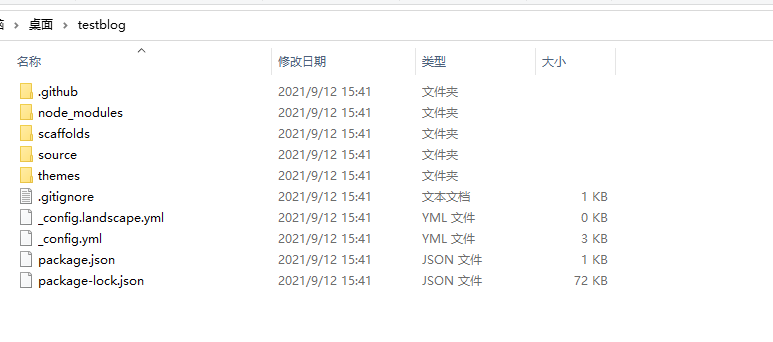 桌面 > testblog
名称 修改日期 类型 大小
.github 2021/9/12 15:41 文件夹
node_modules 2021/9/12 15:41 文件夹
scaffolds 2021/9/12 15:41 文件夹
source 2021/9/12 15:41 文件夹
themes 2021/9/12 15:41 文件夹
.gitignore 2021/9/12 15:41 文本文档 1 KB
_config.landscape.yml 2021/9/12 15:41 YML 文件 0 KB
_config.yml 2021/9/12 15:41 YML 文件 3 KB
package.json 2021/9/12 15:41 JSON 文件 1 KB
package-lock.json 2021/9/12 15:41 JSON 文件 72 KB